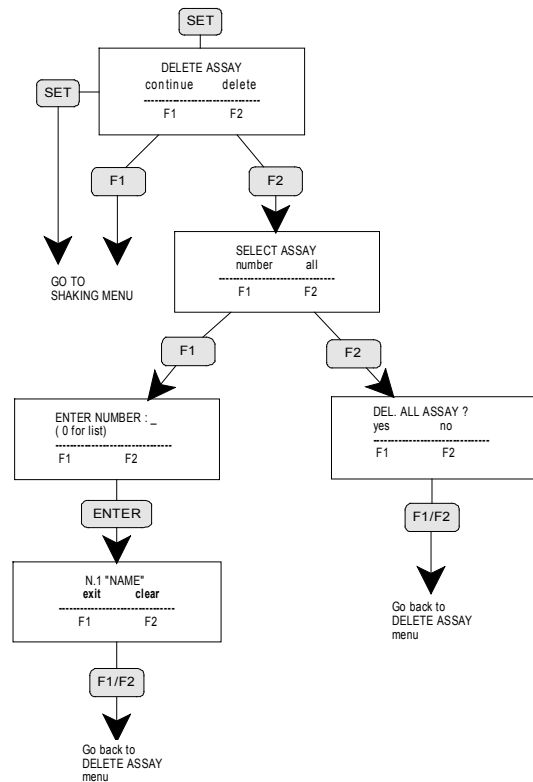 SET
DELETE ASSAY
continue delete
F1 F2
SET
F1
F2
GO TO
SHAKING MENU
SELECT ASSAY
number all
F1 F2
F1
F2
ENTER NUMBER : _
( 0 for list)
F1 F2
DEL. ALL ASSAY ?
yes no
F1 F2
ENTER
F1/F2
N.1 "NAME"
exit clear
F1 F2
Go back to
DELETE ASSAY
menu
F1/F2
Go back to
DELETE ASSAY
menu